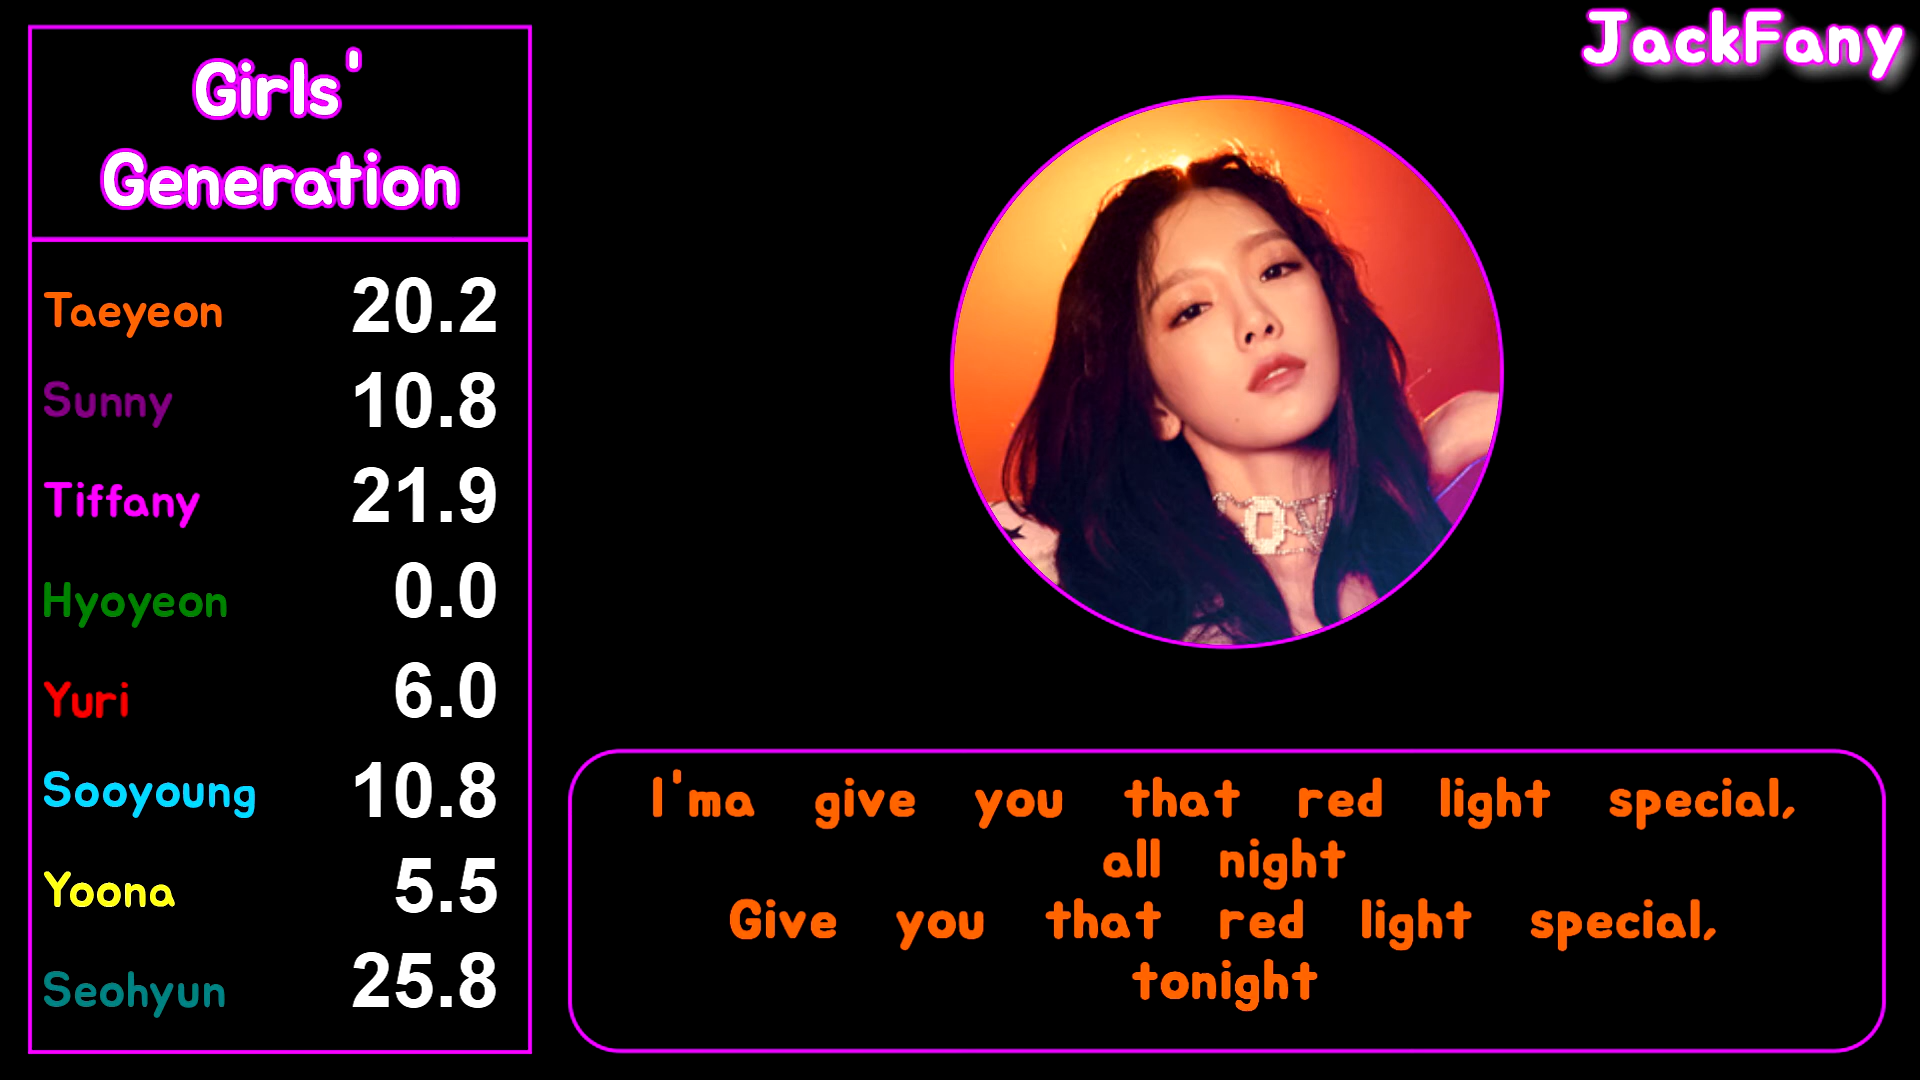 Girls'
Generation
Taeyeon 20.2
Sunny 10.8
Tiffany 21.9
Hyoyeon 0.0
Yuri 6.0
Sooyoung 10.8
Yoona 5.5
Seohyun 25.8
JackFany
I'ma give you that red light special,
all night
Give you that red light special,
tonight